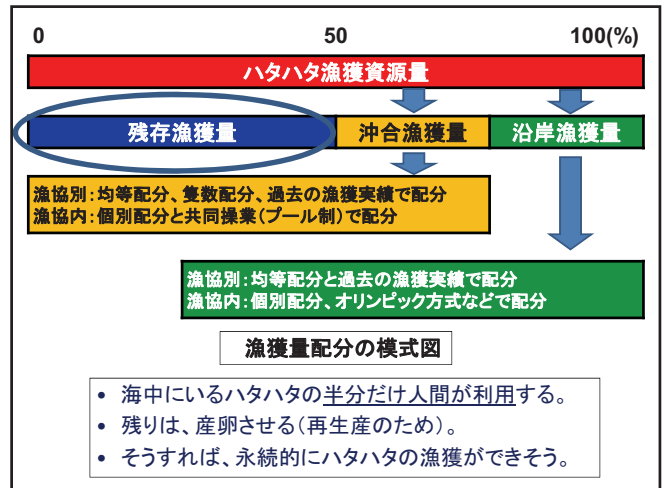 0 50 100(%)
ハタハタ漁獲資源量
残存漁獲量 沖合漁獲量 沿岸漁獲量
漁協別:均等配分、隻数配分、過去の漁獲実績で配分
漁協内:個別配分と共同操業(プール制)で配分
漁協別:均等配分と過去の漁獲実績で配分
漁協内:個別配分、オリンピック方式などで配分
漁獲量配分の模式図
• 海中にいるハタハタの半分だけ人間が利用する。
• 残りは、産卵させる(再生産のため)。
• そうすれば、永続的にハタハタの漁獲ができそう。